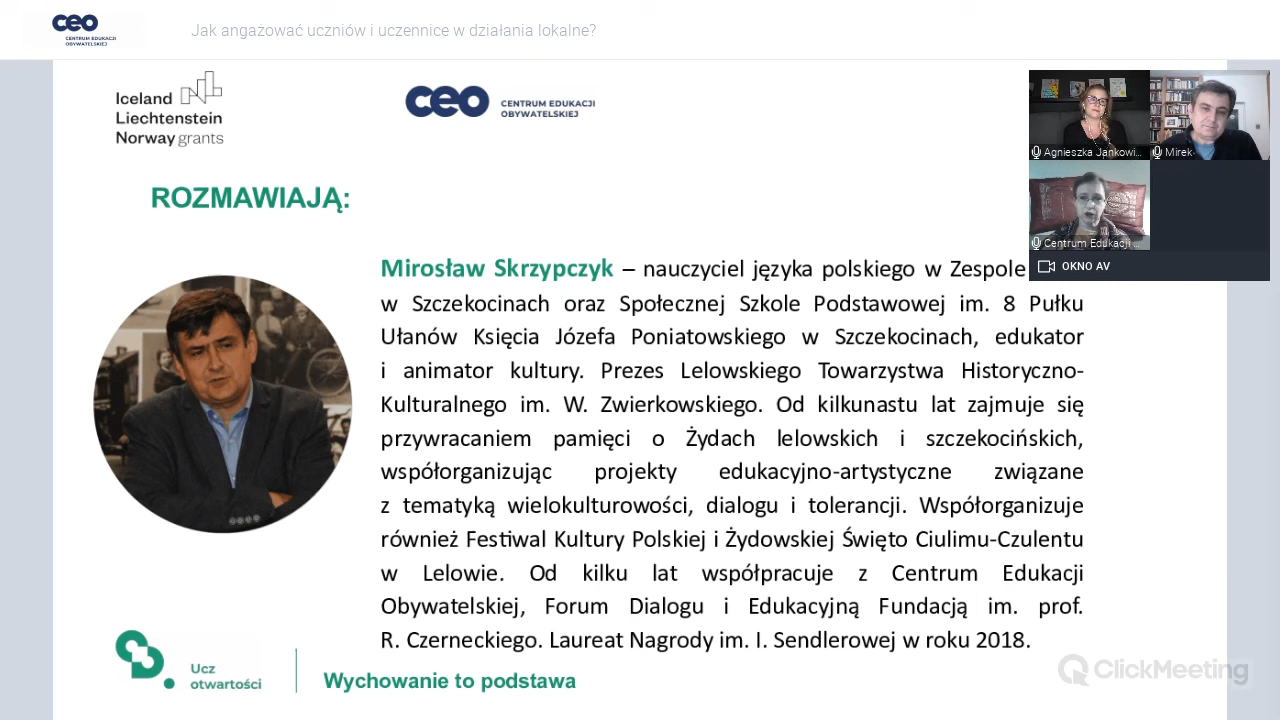 ceo
CENTRUM EDUKACJI
OBYWATELSKIEJ
Jak angażować uczniów i uczennice w działania lokalne?
Iceland
Liechtenstein
Norway grants
ceo
CENTRUM EDUKACJI
OBYWATELSKIEJ
Agnieszka Jankowi...
Mirek
Centrum Edukacji ...
OKNO AV
ROZMAWIAJĄ:
Mirosław Skrzypczyk – nauczyciel języka polskiego w Zespole
w Szczekocinach oraz Społecznej Szkole Podstawowej im. 8 Pułku
Ułanów Księcia Józefa Poniatowskiego w Szczekocinach, edukator
i animator kultury. Prezes Lelowskiego Towarzystwa Historyczno-
Kulturalnego im. W. Zwierkowskiego. Od kilkunastu lat zajmuje się
przywracaniem pamięci o Żydach lelowskich i szczekocińskich,
współorganizując projekty edukacyjno-artystyczne związane
z tematyką wielokulturowości, dialogu i tolerancji. Współorganizuje
również Festiwal Kultury Polskiej i Żydowskiej Święto Ciulimu-Czulentu
w Lelowie. Od kilku lat współpracuje z Centrum Edukacji
Obywatelskiej, Forum Dialogu i Edukacyjną Fundacją im. prof.
R. Czerneckiego. Laureat Nagrody im. I. Sendlerowej w roku 2018.
Ucz
otwartości
Wychowanie to podstawa
ClickMeeting